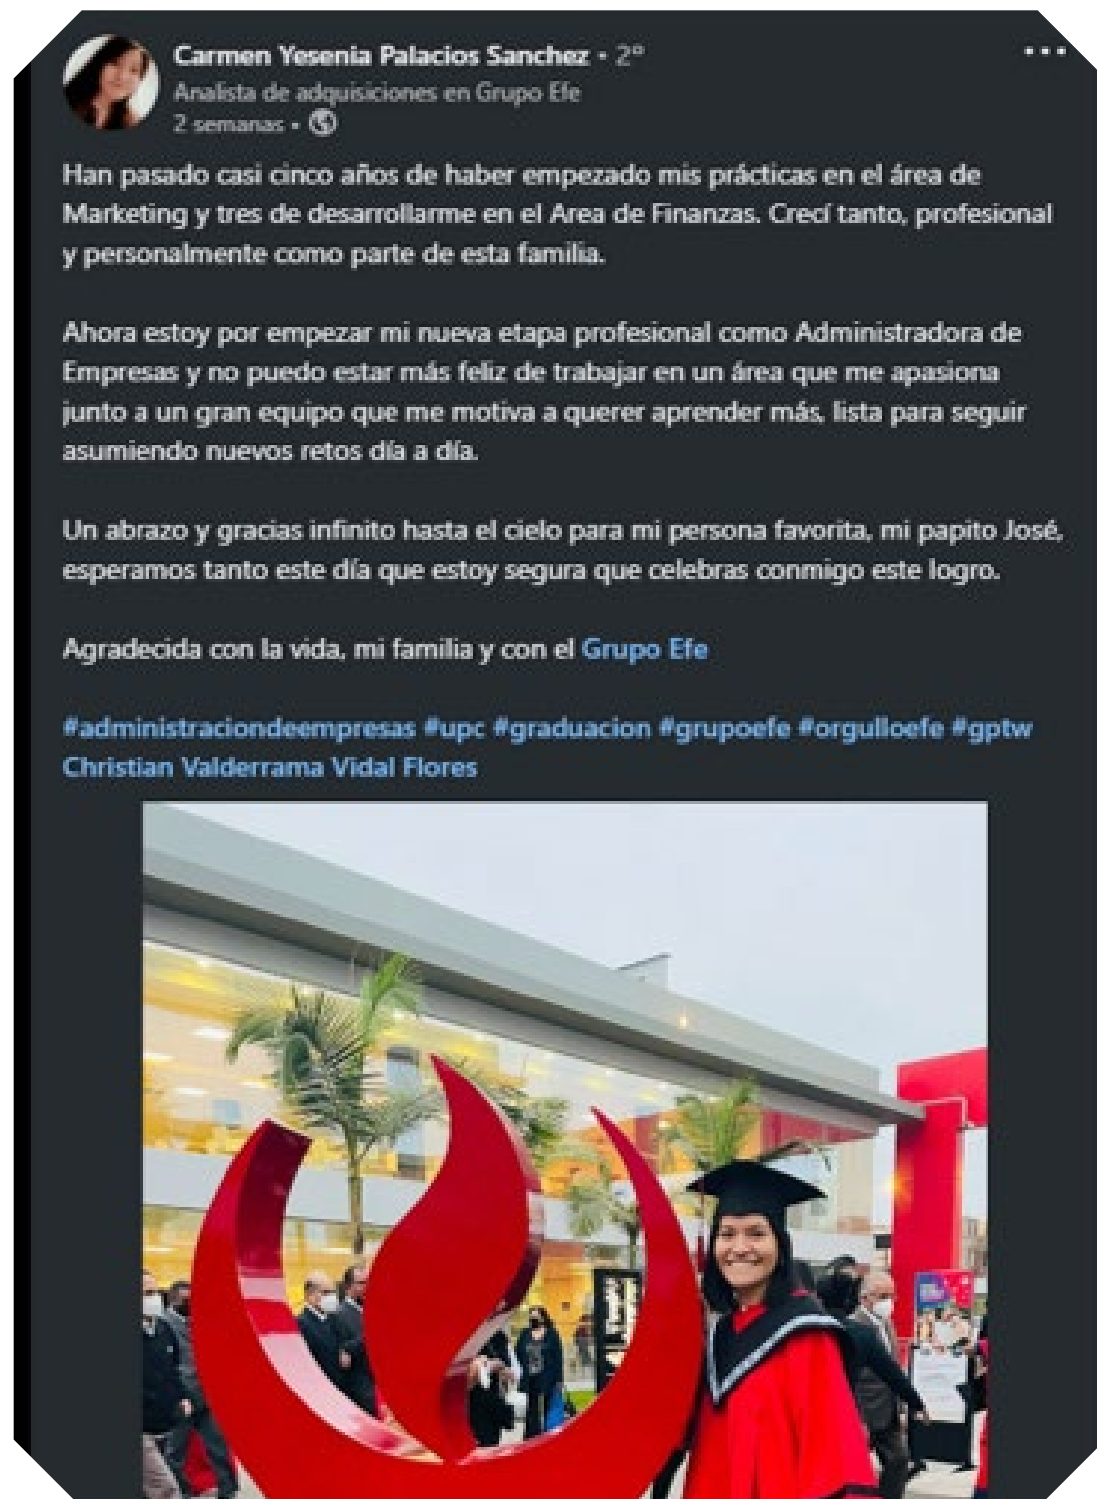 Carmen Yesenia Palacios Sanchez • 2º
Analista de adquisiciones en Grupo Efe
2 semanas •
Han pasado casi cinco años de haber empezado mis prácticas en el área de
Marketing y tres de desarrollarme en el Area de Finanzas. Crecí tanto, profesional
y personalmente como parte de esta familia.
Ahora estoy por empezar mi nueva etapa profesional como Administradora de
Empresas y no puedo estar más feliz de trabajar en un área que me apasiona
junto a un gran equipo que me motiva a querer aprender más, lista para seguir
asumiendo nuevos retos día a día.
Un abrazo y gracias infinito hasta el cielo para mi persona favorita, mi papito José,
esperamos tanto este día que estoy segura que celebras conmigo este logro.
Agradecida con la vida, mi familia y con el Grupo Efe
#administraciondeempresas #upc #graduacion #grupoefe #orgulloefe #gptw
Christian Valderrama Vidal Flores